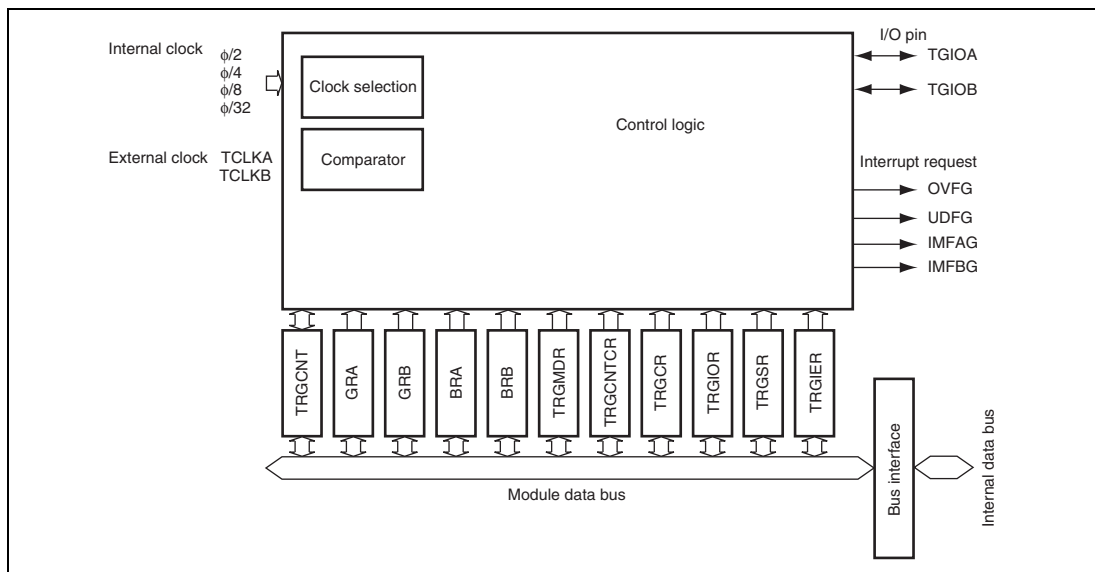 Internal clock
ϕ/2
ϕ/4
ϕ/8
ϕ/32
External clock TCLKA
TCLKB
Clock selection
Comparator
Control logic
I/O pin
TGIOA
TGIOB
Interrupt request
OVFG
UDFG
IMFAG
IMFBG
TRGCNT
GRA
GRB
BRA
BRB
TRGMDR
TRGCNTCR
TRGCR
TRGIOR
TRGSR
TRGIER
Module data bus
Bus interface
Internal data bus